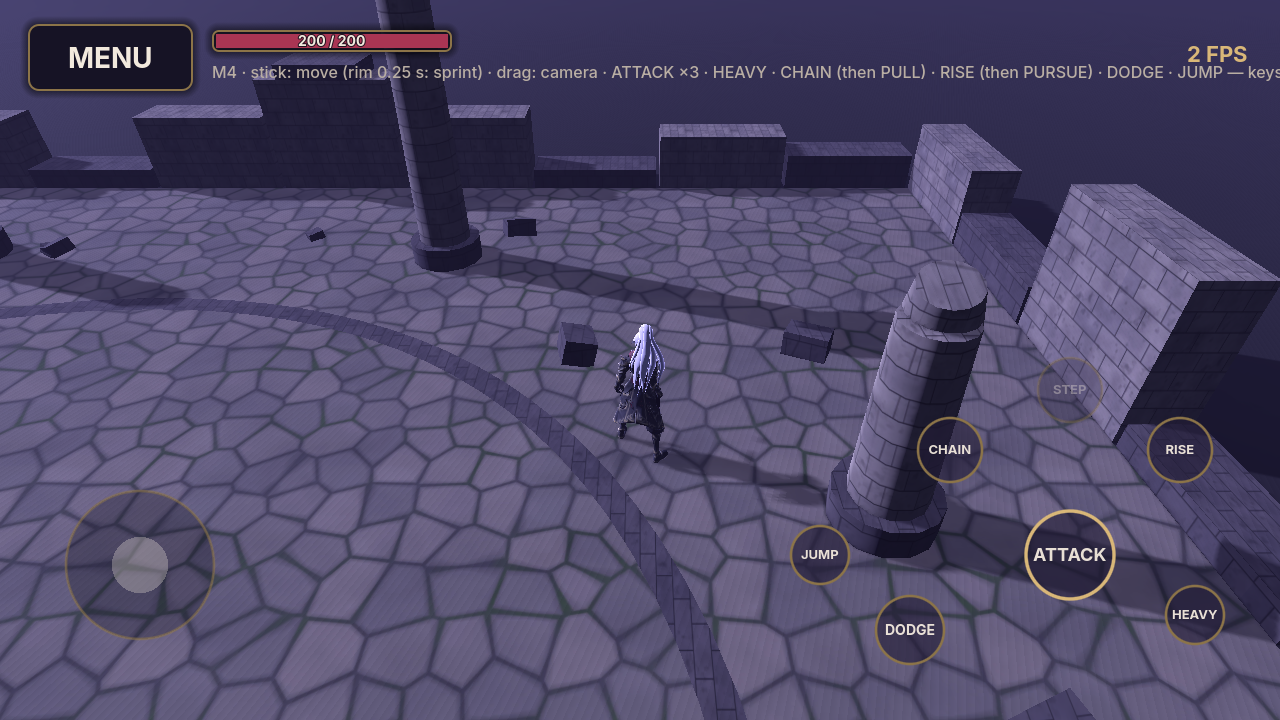 MENU
200 / 200
2 FPS
M4 · stick: move (rim 0.25 s: sprint) · drag: camera · ATTACK ×3 · HEAVY · CHAIN (then PULL) · RISE (then PURSUE) · DODGE · JUMP — keys
STEP
CHAIN
RISE
JUMP
ATTACK
HEAVY
DODGE